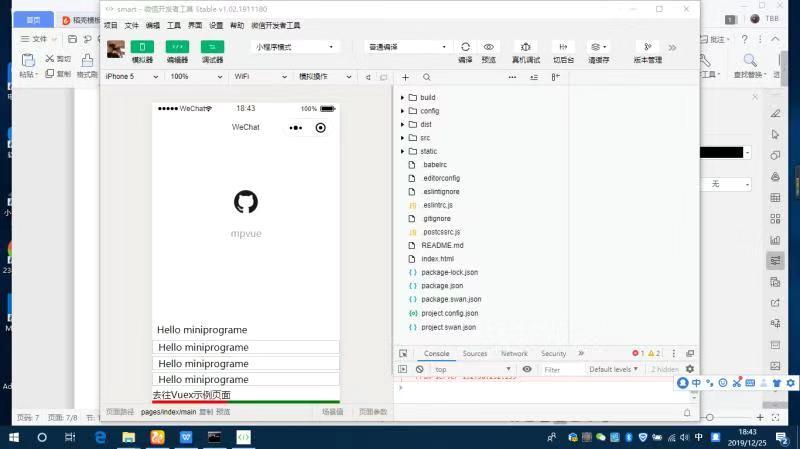 首页
稻壳模板
1
TBB
smart - 微信开发者工具 Stable v1.02.1911180
项目 文件 编辑 工具 界面 设置 帮助 微信开发者工具
文件
批注
模拟器 编辑器 调试器
小程序模式
普通编译
编译 预览 真机调试 切后台 清缓存 版本管理
粘贴 剪切 复制 格式刷
查找替换
iPhone 5 100% WiFi 模拟操作
WeChat 18:43 100%
WeChat
mpvue
Hello miniprograme
Hello miniprograme
Hello miniprograme
Hello miniprograme
去往Vuex示例页面
build
config
dist
src
static
.babelrc
.editorconfig
.eslintignore
.eslintrc.js
.gitignore
.postcssrc.js
README.md
index.html
package-lock.json
package.json
package.swan.json
project.config.json
project.swan.json
无
Console Sources Network Security 1 2
top Filter Default levels 2 hidden
页面路径 pages/index/main 复制 预览 场景值 页面参数
中
页码: 7 页面: 7/8
100%
中
18:43
2019/12/25
2